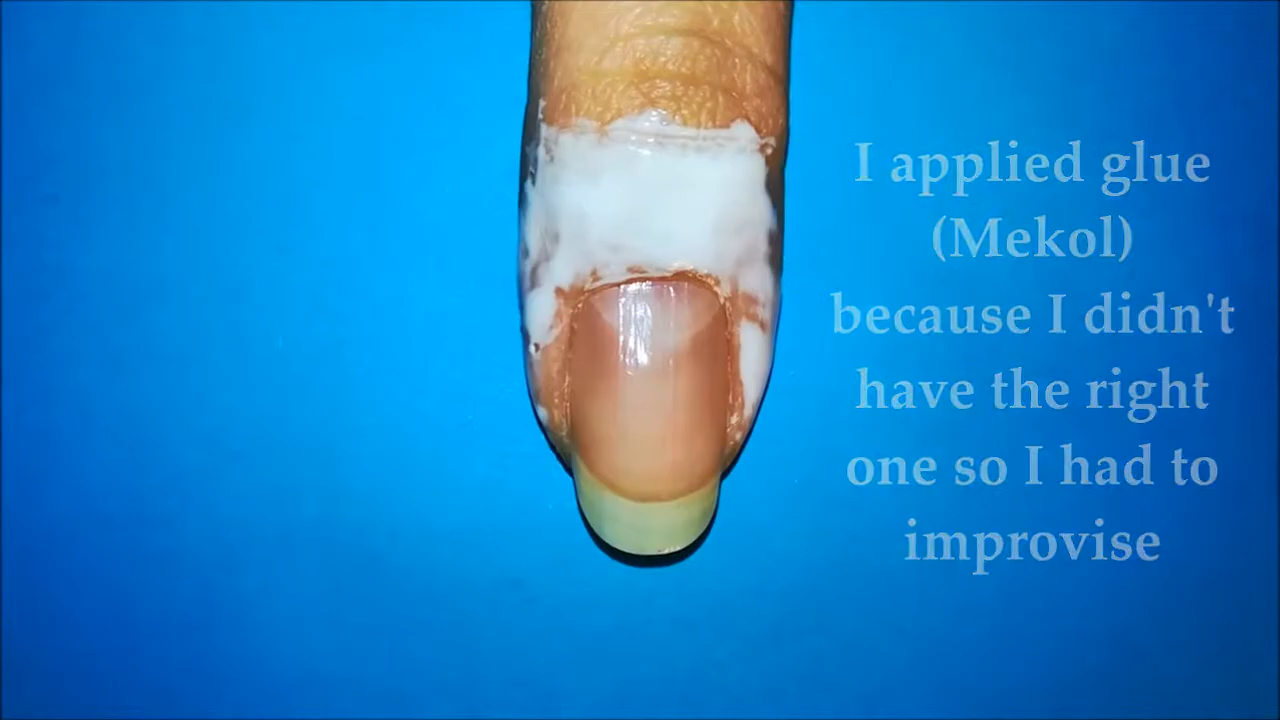 I applied glue
(Mekol)
because I didn't
have the right
one so I had to
improvise